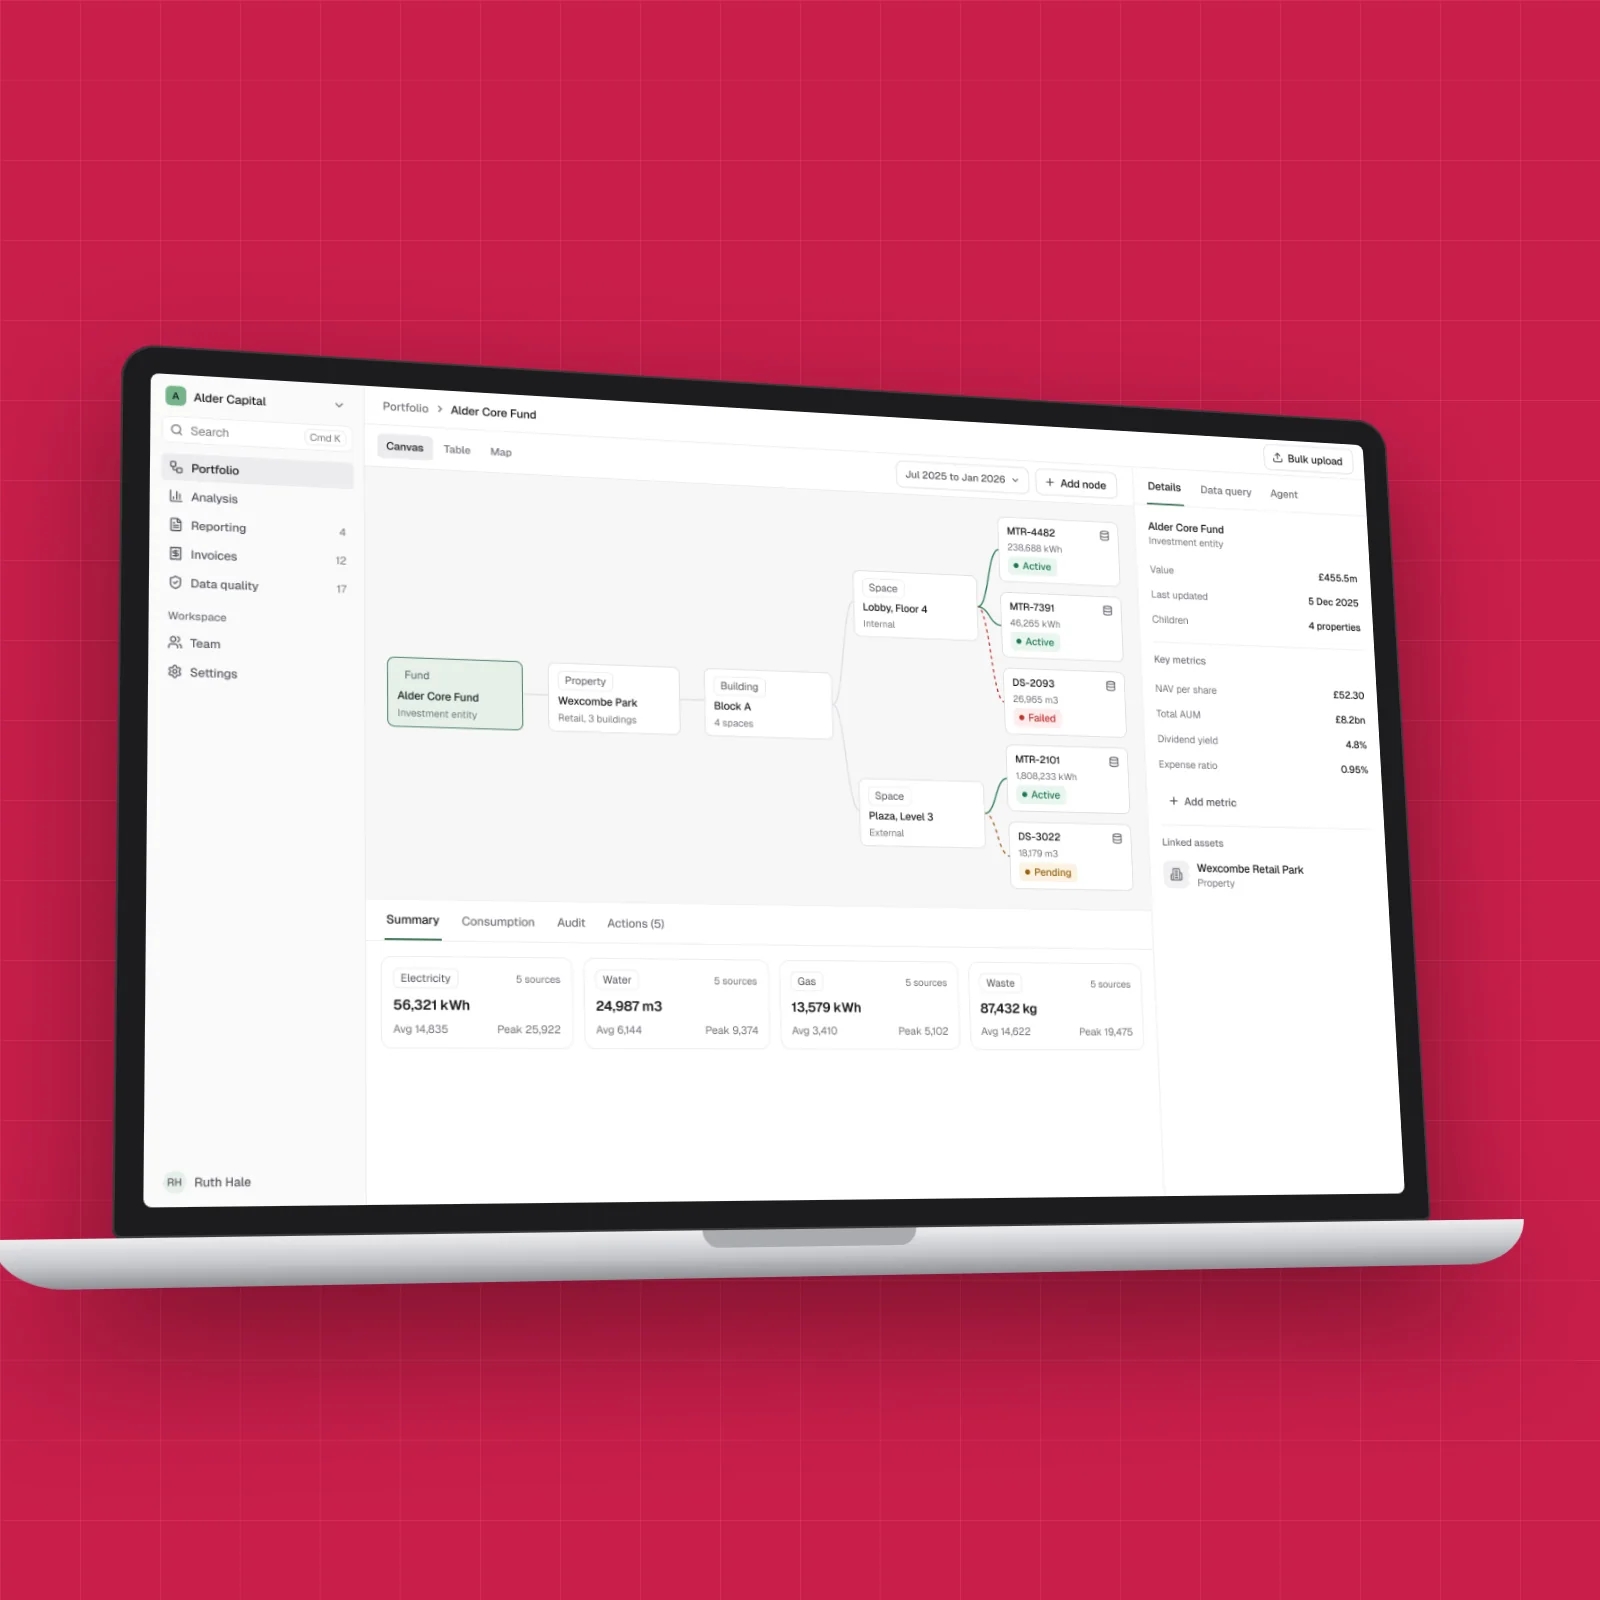 A Alder Capital
Search Cmd K
Portfolio
Analysis
Reporting 4
Invoices 12
Data quality 17
Workspace
Team
Settings
RH Ruth Hale
Portfolio > Alder Core Fund
Bulk upload
Canvas Table Map
Jul 2025 to Jan 2026
+ Add node
Fund
Alder Core Fund
Investment entity
Property
Wexcombe Park
Retail, 3 buildings
Building
Block A
4 spaces
Space
Lobby, Floor 4
Internal
Space
Plaza, Level 3
External
MTR-4482
238,688 kWh
Active
MTR-7391
46,265 kWh
Active
DS-2093
26,965 m3
Failed
MTR-2101
1,808,233 kWh
Active
DS-3022
18,179 m3
Pending
Summary Consumption Audit Actions (5)
Electricity 5 sources
56,321 kWh
Avg 14,835 Peak 25,922
Water 5 sources
24,987 m3
Avg 6,144 Peak 9,374
Gas 5 sources
13,579 kWh
Avg 3,410 Peak 5,102
Waste 5 sources
87,432 kg
Avg 14,622 Peak 19,475
Details Data query Agent
Alder Core Fund
Investment entity
Value £455.5m
Last updated 5 Dec 2025
Children 4 properties
Key metrics
NAV per share £52.30
Total AUM £8.2bn
Dividend yield 4.8%
Expense ratio 0.95%
+ Add metric
Linked assets
Wexcombe Retail Park
Property